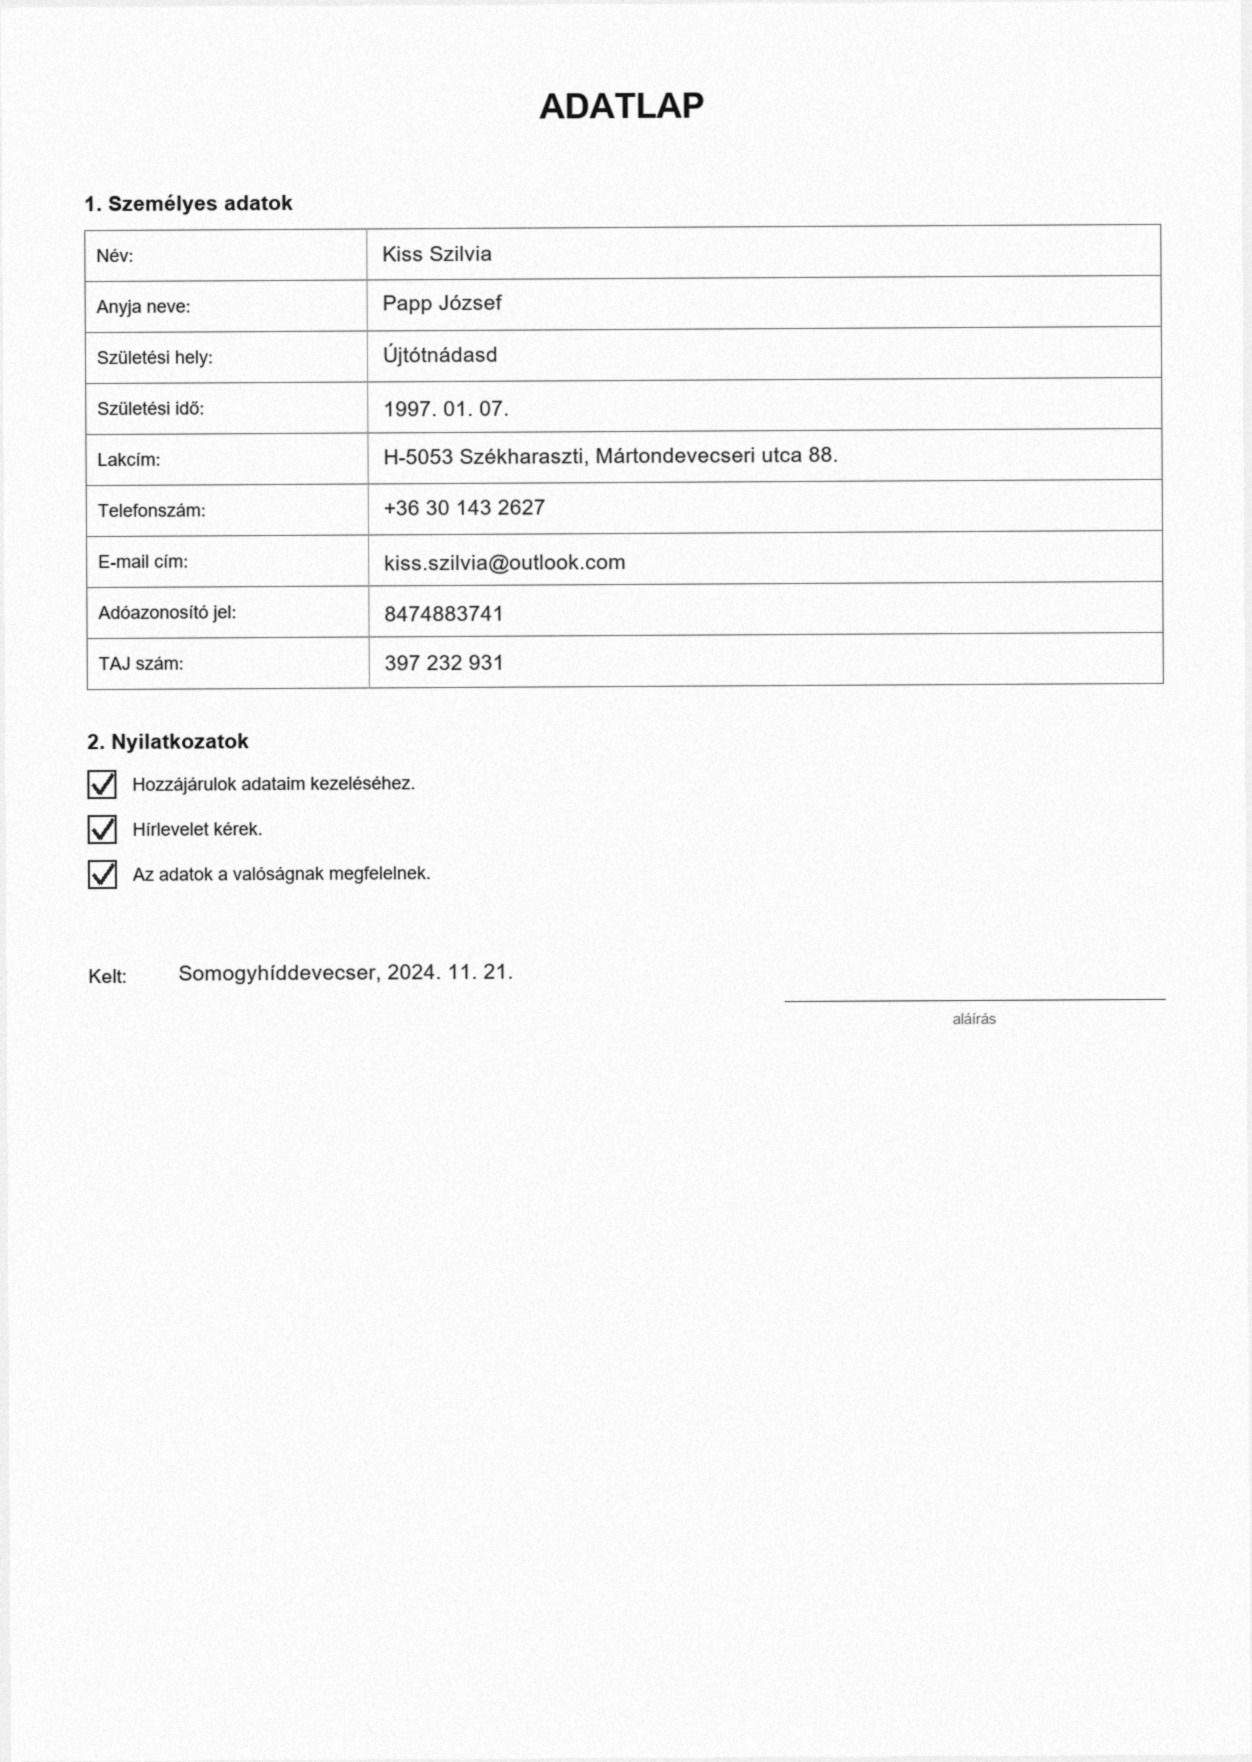 ADATLAP
1. Személyes adatok
Név: Kiss Szilvia
Anyja neve: Papp József
Születési hely: Újtótnádasd
Születési idő: 1997. 01. 07.
Lakcím: H-5053 Székharaszti, Mártondevecseri utca 88.
Telefonszám: +36 30 143 2627
E-mail cím: kiss.szilvia@outlook.com
Adóazonosító jel: 8474883741
TAJ szám: 397 232 931
2. Nyilatkozatok
Hozzájárulok adataim kezeléséhez.
Hírlevelet kérek.
Az adatok a valóságnak megfelelnek.
Kelt: Somogyhíddevecser, 2024. 11. 21.
aláírás